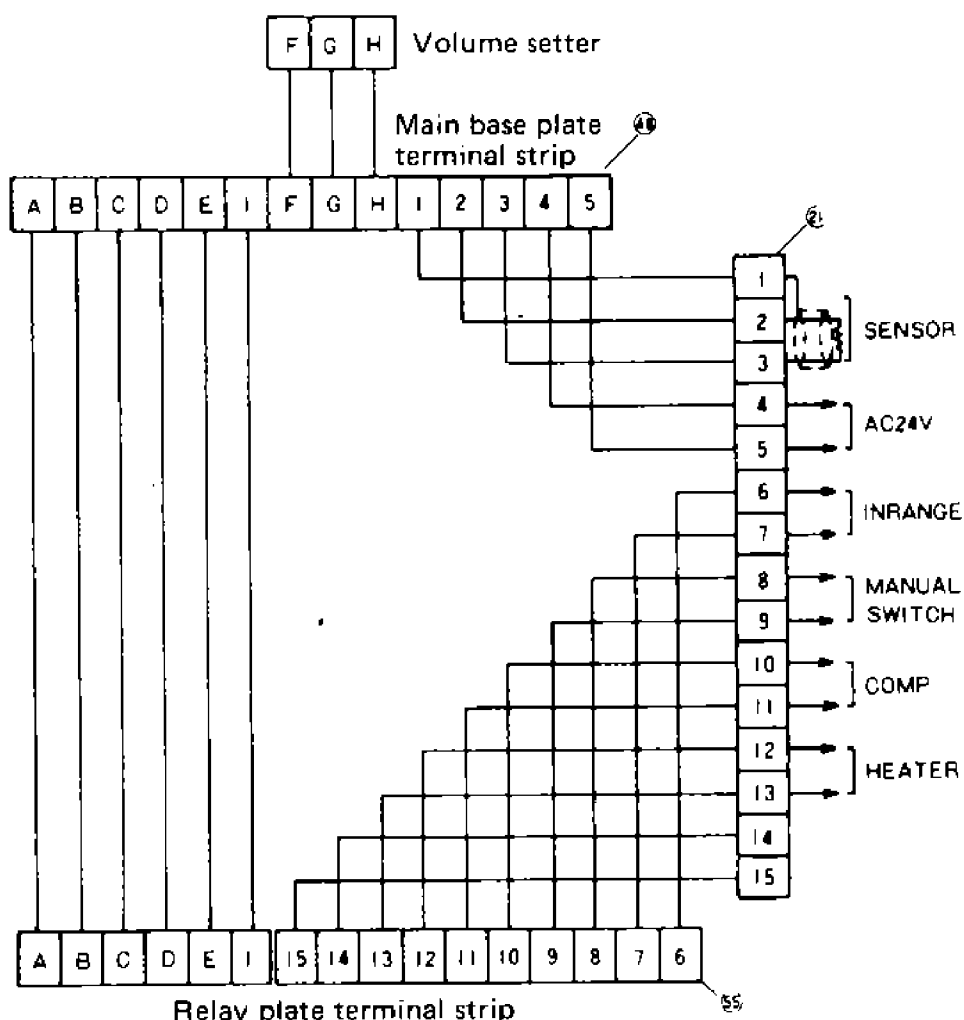 F G H Volume setter
Main base plate
terminal strip
A B C D E I F G H 1 2 3 4 5
21
1
2
3
SENSOR
4
5
AC24V
6
7
INRANGE
8
9
MANUAL
SWITCH
10
11
COMP
12
13
HEATER
14
15
A B C D E I 15 14 13 12 11 10 9 8 7 6
55
Relay plate terminal strip